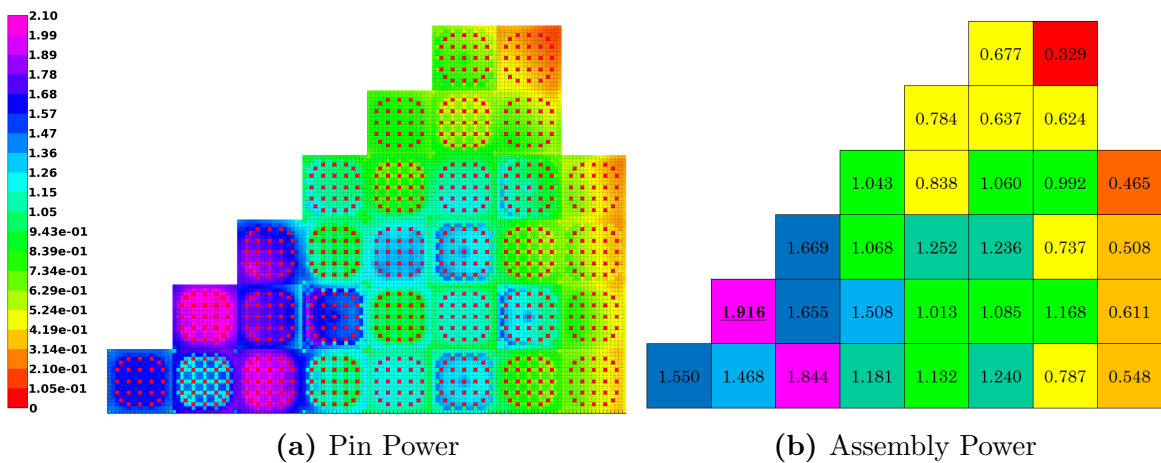 2.10
1.99
1.89
1.78
1.68
1.57
1.47
1.36
1.26
1.15
1.05
9.43e-01
8.39e-01
7.34e-01
6.29e-01
5.24e-01
4.19e-01
3.14e-01
2.10e-01
1.05e-01
0
(a) Pin Power
0.677 0.329
0.784 0.637 0.624
1.043 0.838 1.060 0.992 0.465
1.669 1.068 1.252 1.236 0.737 0.508
1.916 1.655 1.508 1.013 1.085 1.168 0.611
1.550 1.468 1.844 1.181 1.132 1.240 0.787 0.548
(b) Assembly Power